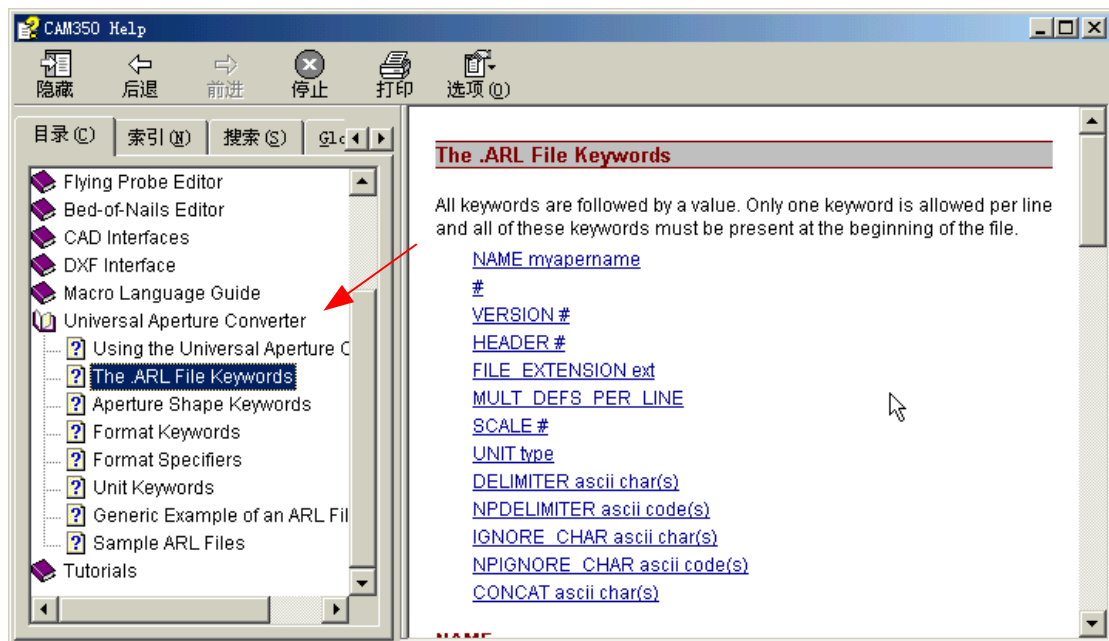 CAM350 Help
隐藏 后退 前进 停止 打印 选项(O)
目录(C) 索引(N) 搜索(S)
Flying Probe Editor
Bed-of-Nails Editor
CAD Interfaces
DXF Interface
Macro Language Guide
Universal Aperture Converter
Using the Universal Aperture C
The .ARL File Keywords
Aperture Shape Keywords
Format Keywords
Format Specifiers
Unit Keywords
Generic Example of an ARL Fil
Sample ARL Files
Tutorials
The .ARL File Keywords
All keywords are followed by a value. Only one keyword is allowed per line
and all of these keywords must be present at the beginning of the file.
NAME myapername
#
VERSION #
HEADER #
FILE_EXTENSION ext
MULT_DEFS_PER_LINE
SCALE #
UNIT type
DELIMITER ascii char(s)
NPDELIMITER ascii code(s)
IGNORE_CHAR ascii char(s)
NPIGNORE_CHAR ascii code(s)
CONCAT ascii char(s)
NAME